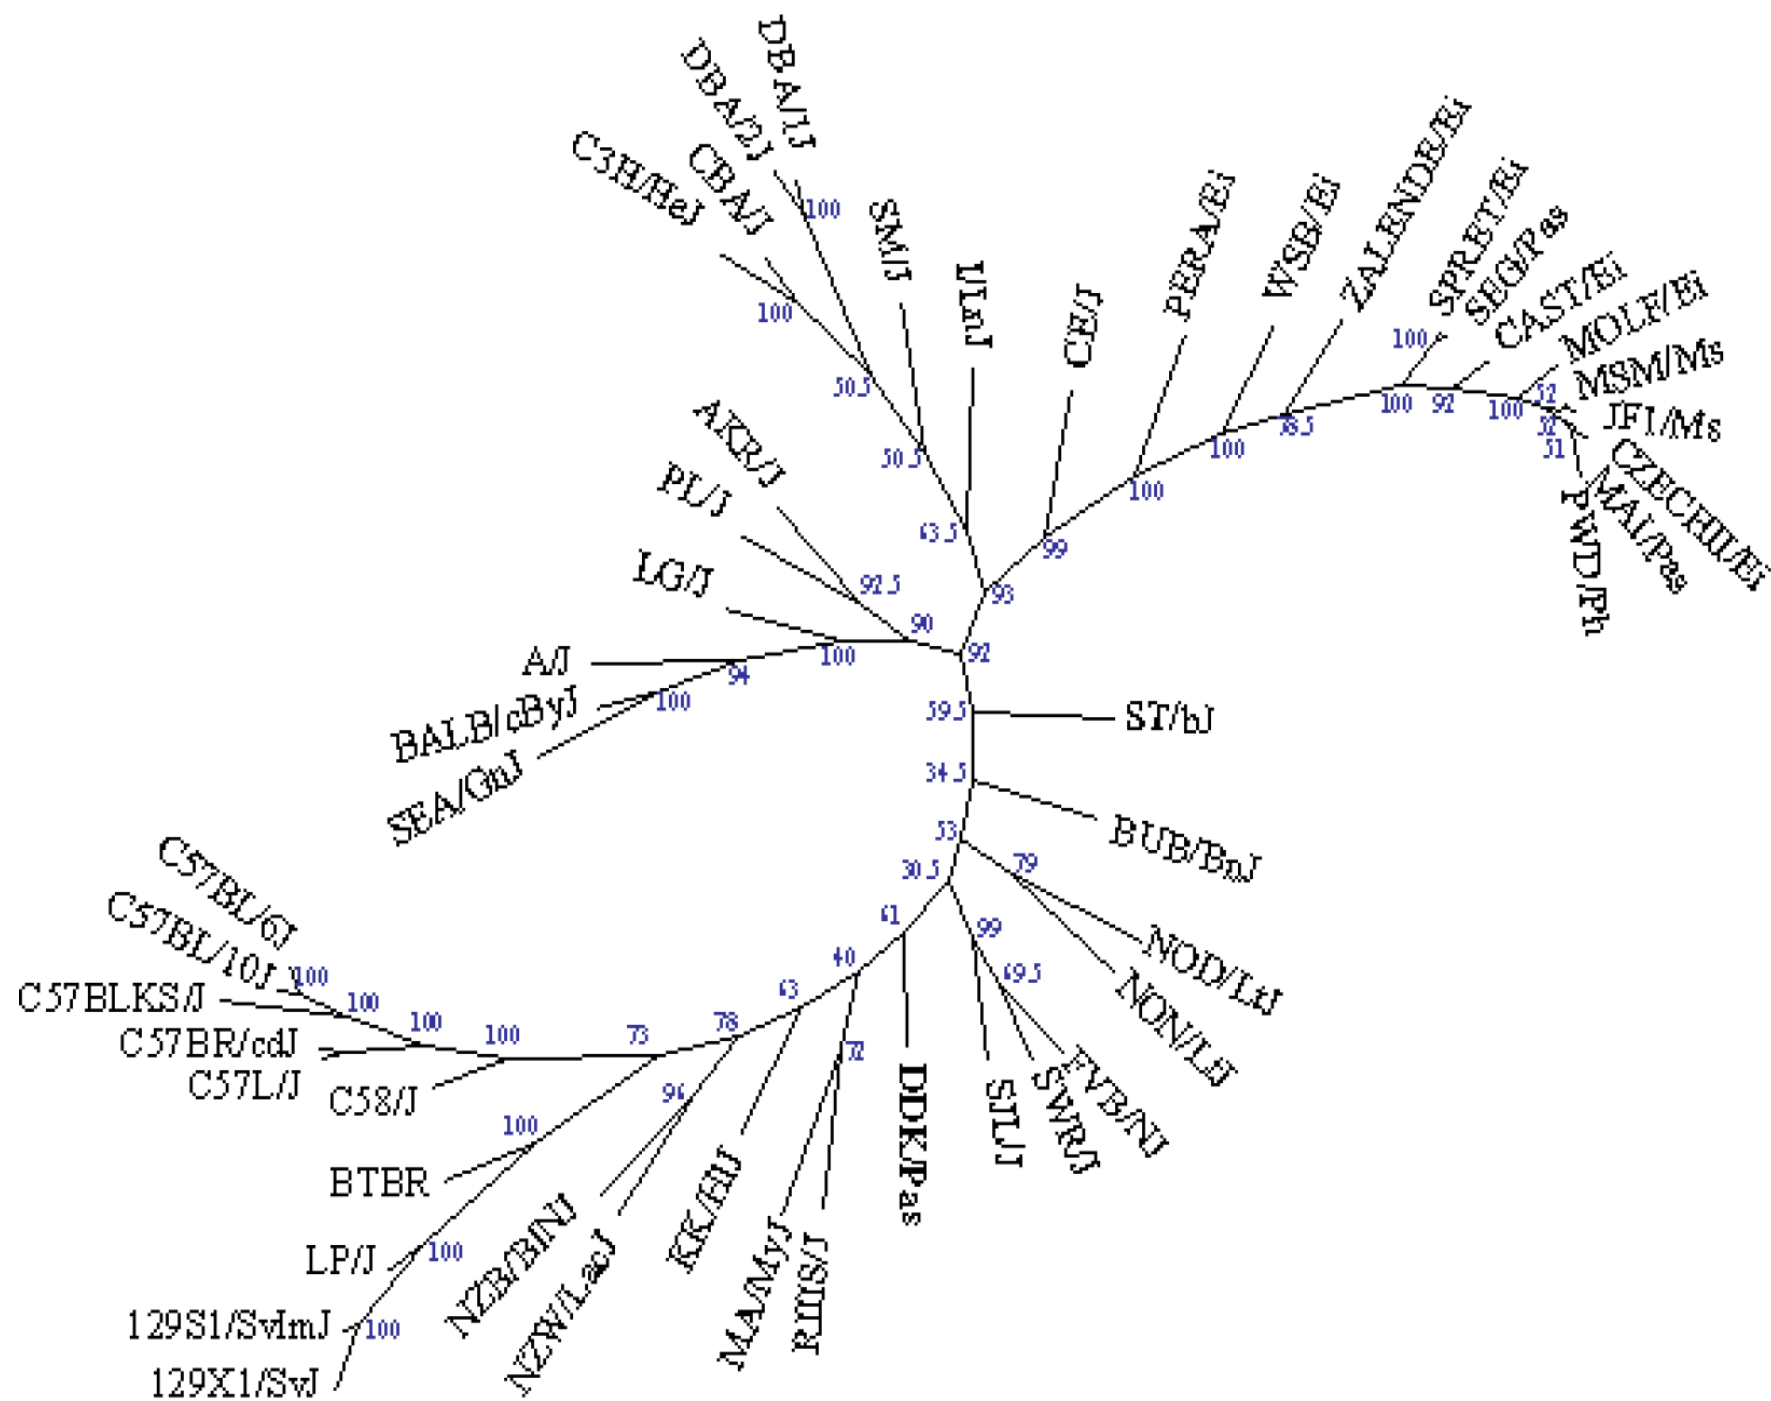 DBA/1J
DBA/2J
CBA/J
C3H/HeJ
100
100
SM/J
I/LnJ
CE/J
PERA/Ei
WSB/Ei
ZALENDE/Ei
SPRET/Ei
SEG/Pas
CAST/Ei
MOLF/Ei
MSM/Ms
JF1/Ms
CZECHII/Ei
MAI/Pas
PWD/Ph
100
100
92
100
52
52
51
58.5
100
100
99
93
50.5
50.5
63.5
AKR/J
PL/J
LG/J
A/J
BALB/cByJ
SEA/GnJ
92.5
90
100
94
100
92
59.5
ST/bJ
34.5
BUB/BnJ
53
79
NOD/LtJ
NON/LtJ
30.5
99
69.5
FVB/NJ
SWR/J
SJL/J
61
DDK/Pas
40
72
RIIIS/J
MA/MyJ
63
KK/HlJ
78
94
NZW/LacJ
NZB/BlNJ
73
C57BL/6J
C57BL/10J
100
C57BLKS/J
100
C57BR/cdJ
100
C57L/J
100
C58/J
100
BTBR
LP/J
100
129S1/SvImJ
100
129X1/SvJ